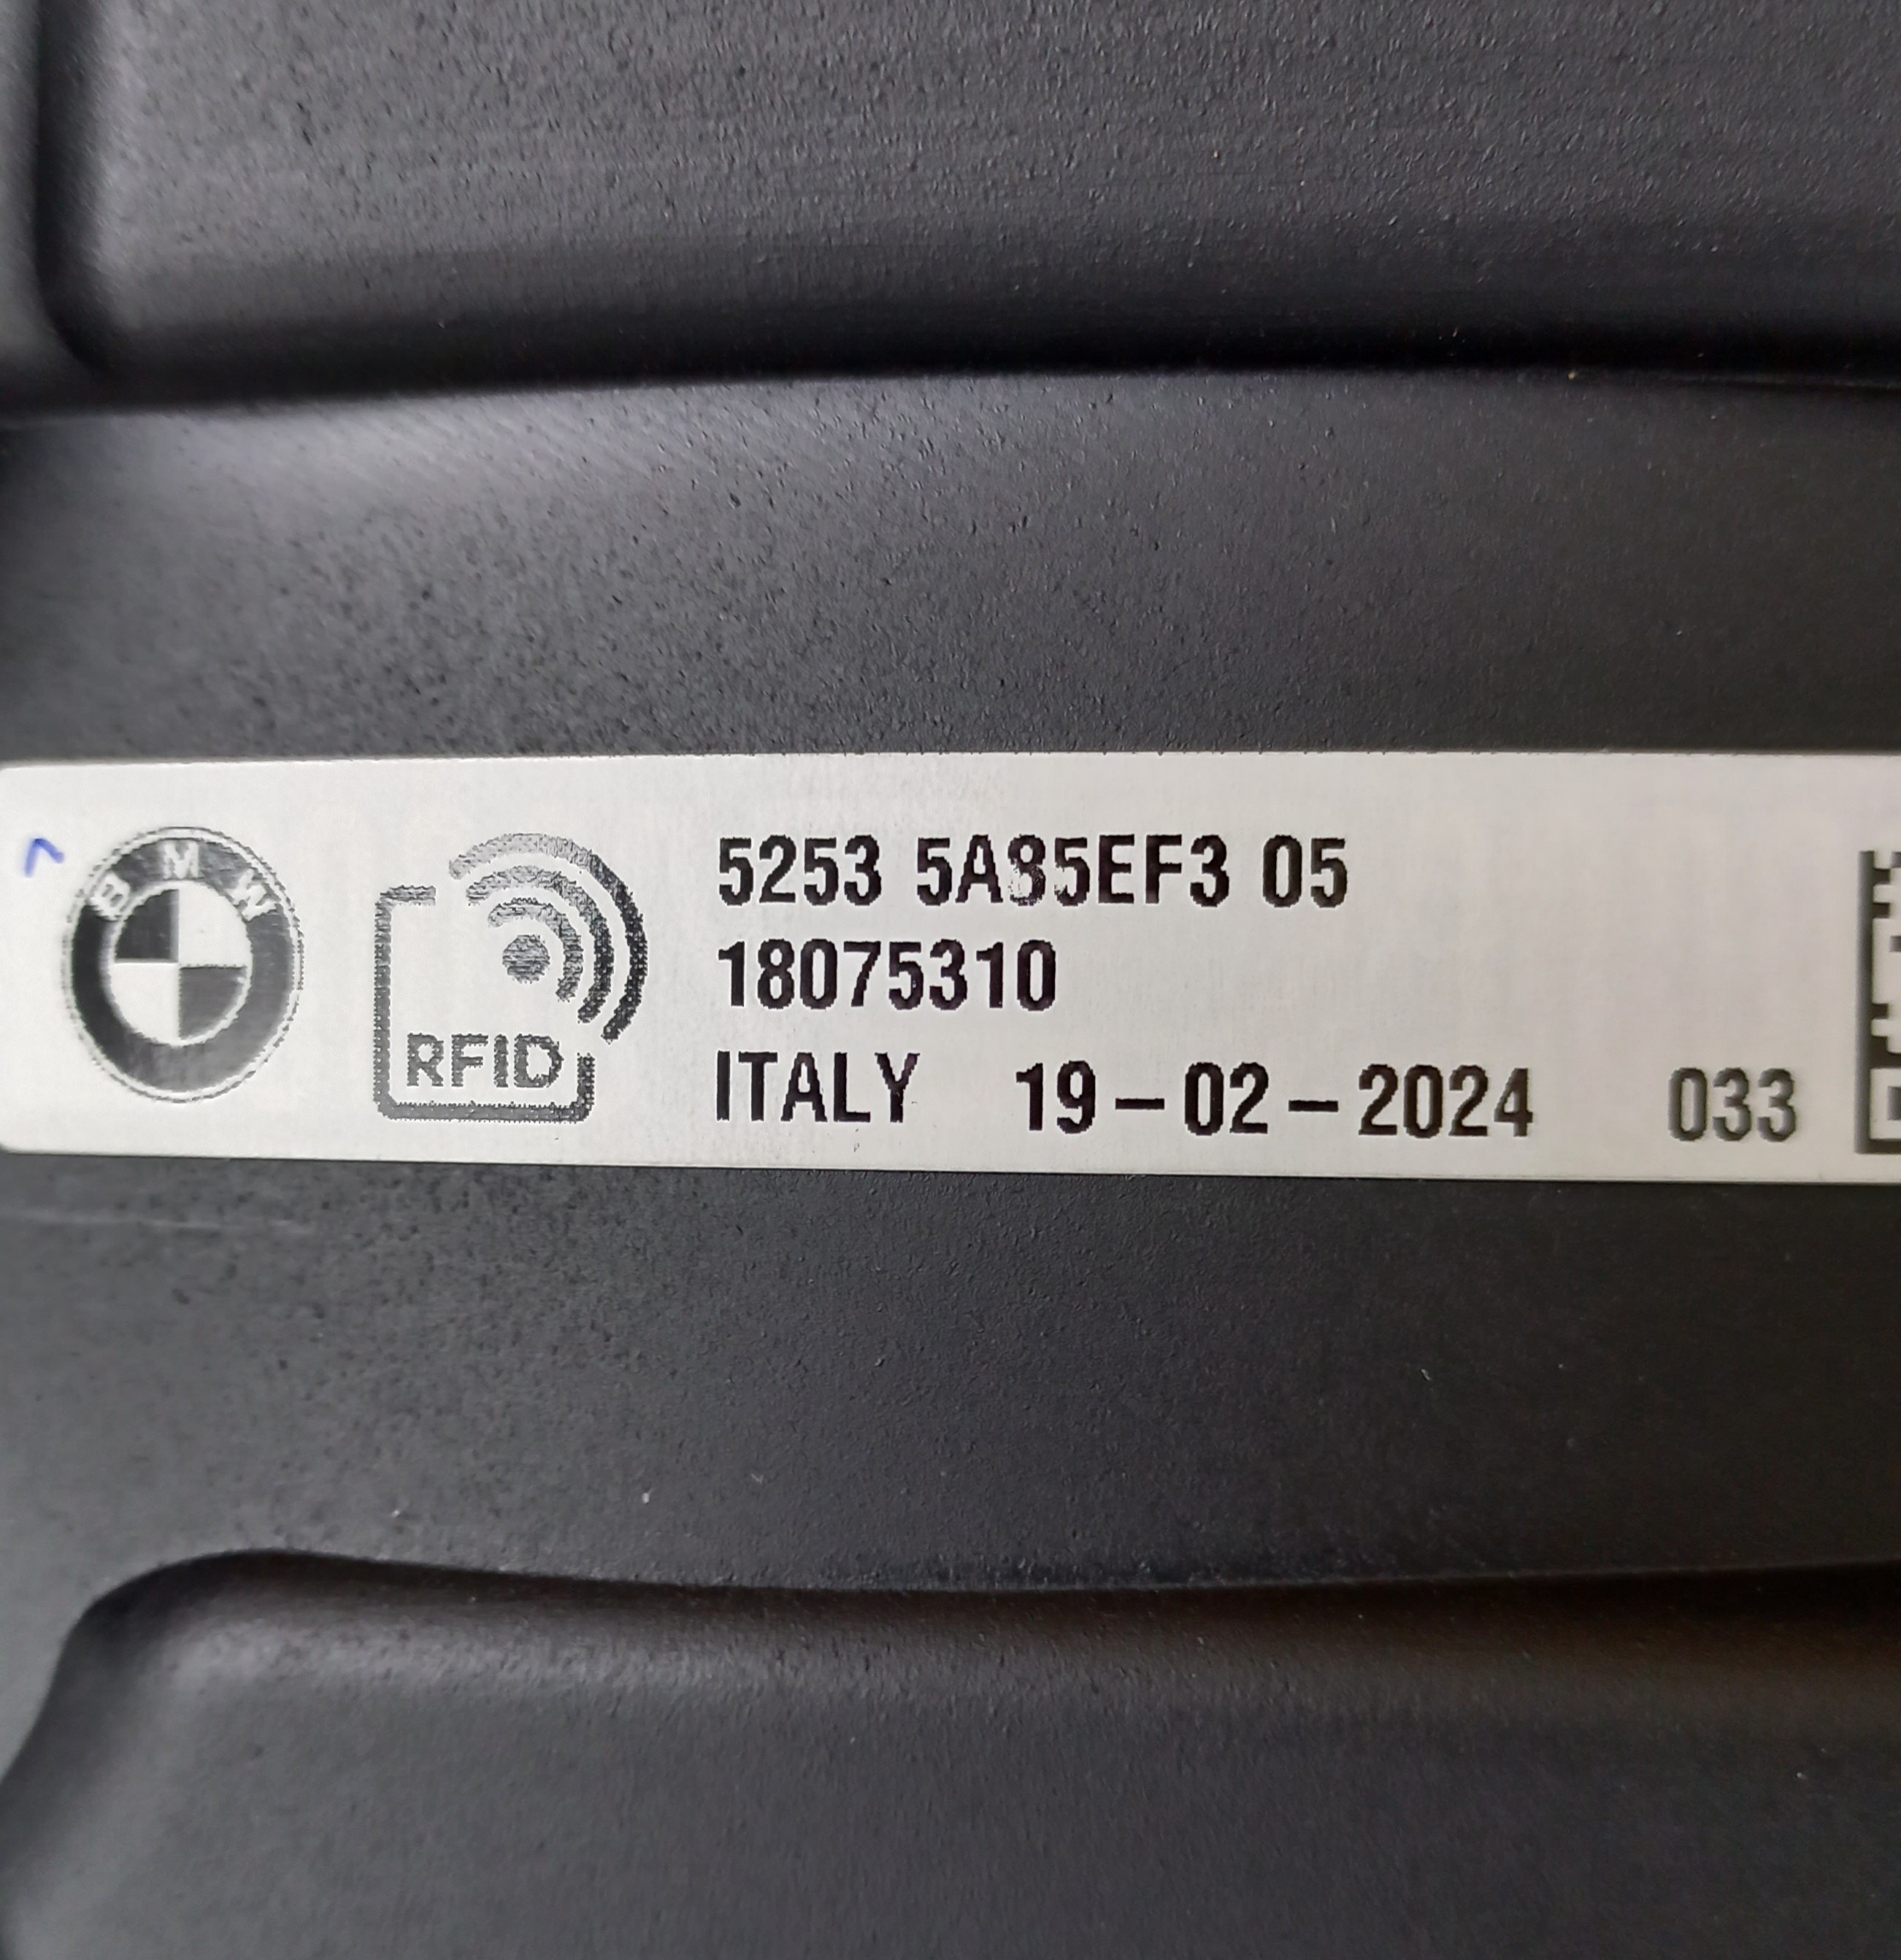 BMW
RFID
5253 5A85EF3 05
18075310
ITALY 19-02-2024 033